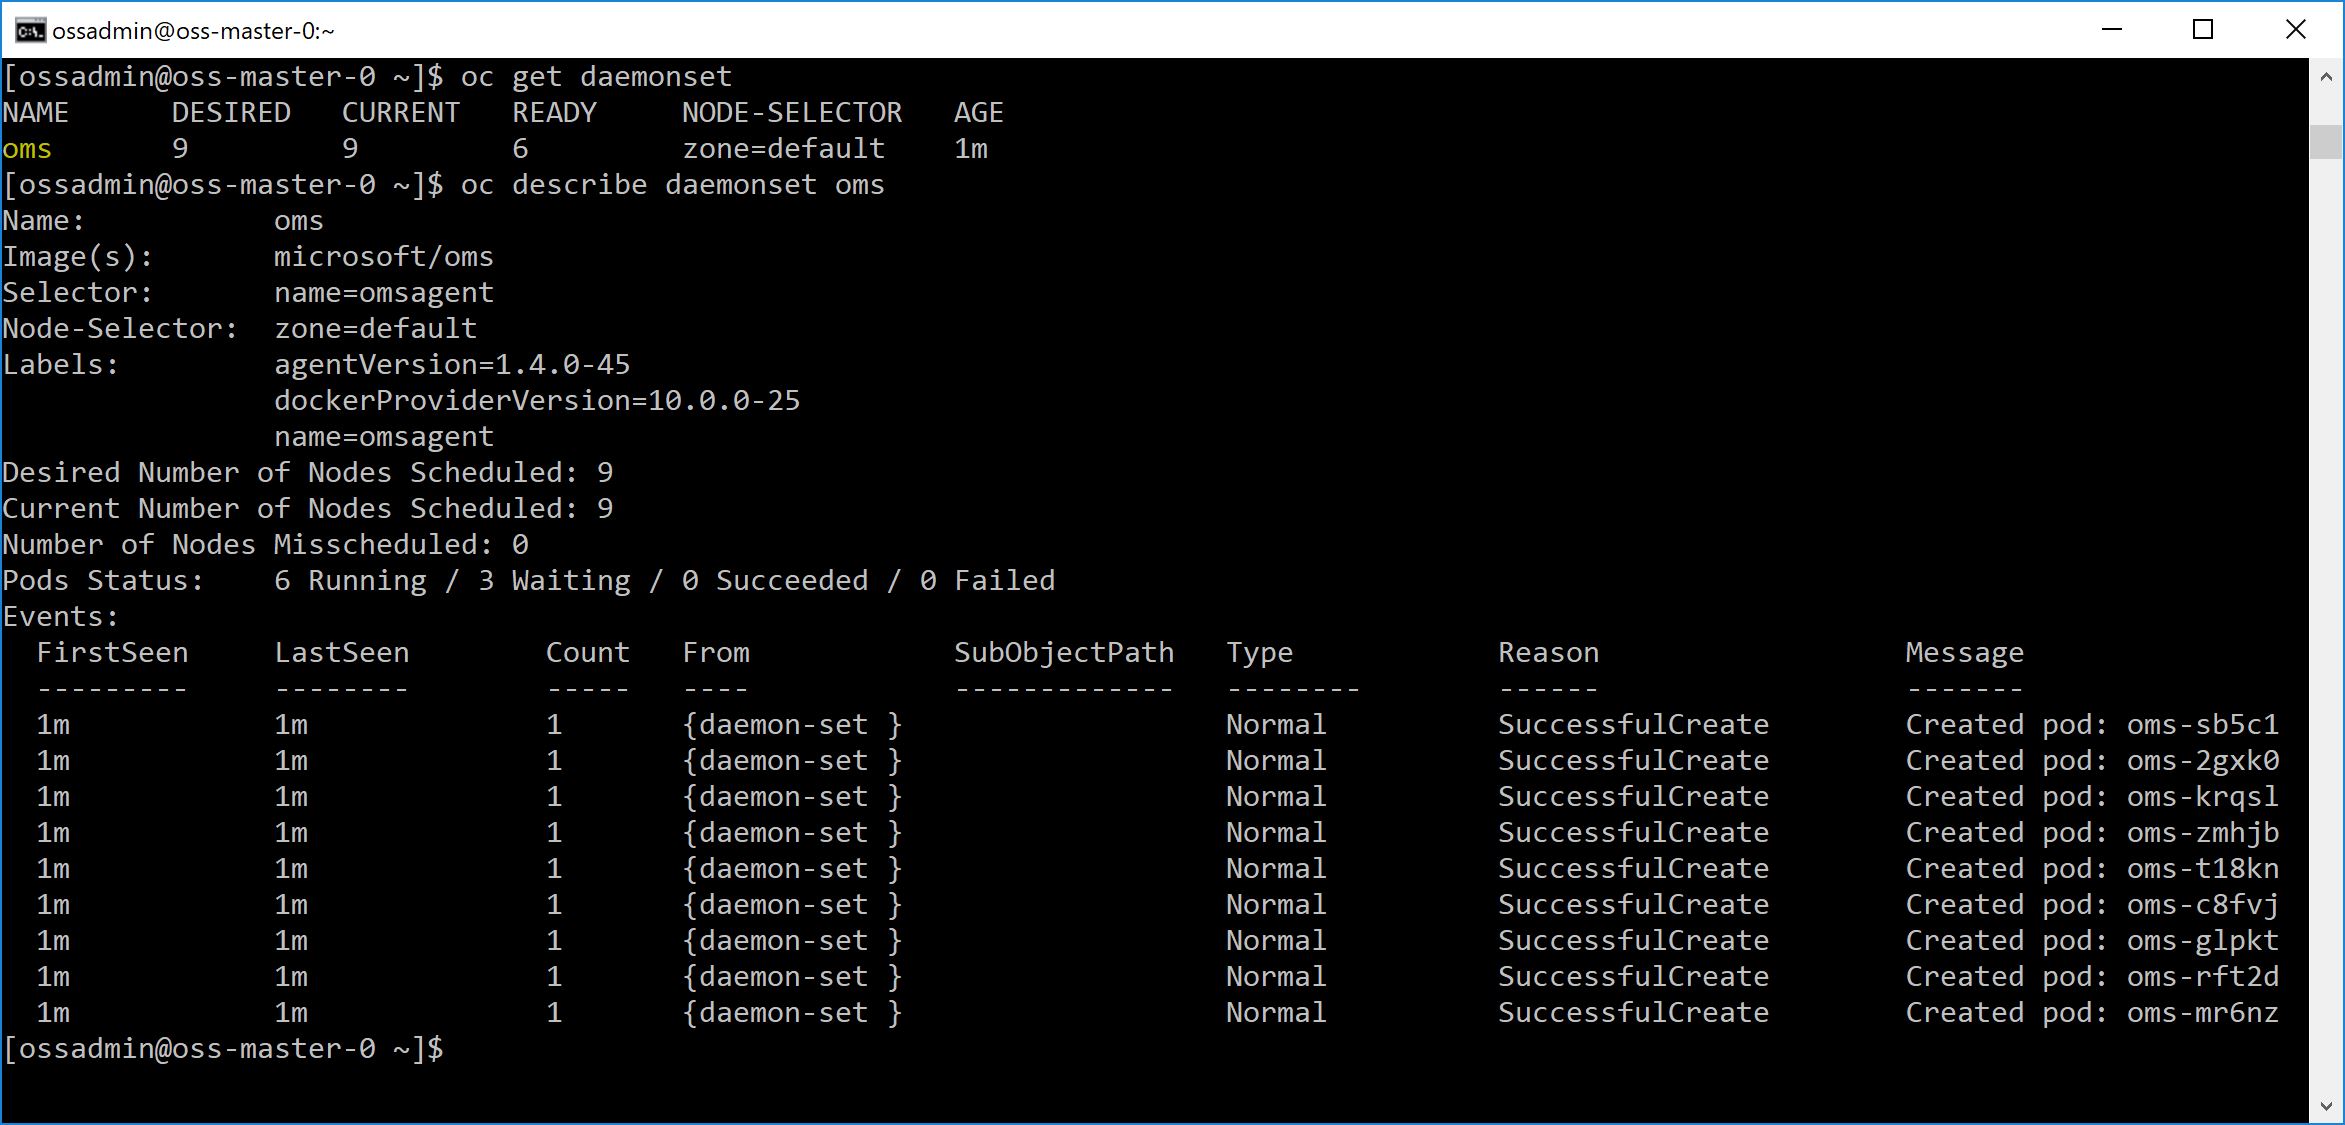 ossadmin@oss-master-0:~
[ossadmin@oss-master-0 ~]$ oc get daemonset
NAME      DESIRED   CURRENT   READY     NODE-SELECTOR   AGE
oms       9         9         6         zone=default    1m
[ossadmin@oss-master-0 ~]$ oc describe daemonset oms
Name:           oms
Image(s):       microsoft/oms
Selector:       name=omsagent
Node-Selector:  zone=default
Labels:         agentVersion=1.4.0-45
                dockerProviderVersion=10.0.0-25
                name=omsagent
Desired Number of Nodes Scheduled: 9
Current Number of Nodes Scheduled: 9
Number of Nodes Misscheduled: 0
Pods Status:    6 Running / 3 Waiting / 0 Succeeded / 0 Failed
Events:
  FirstSeen     LastSeen        Count   From            SubObjectPath   Type            Reason                  Message
  ---------     --------        -----   ----            -------------   --------        ------                  -------
  1m            1m              1       {daemon-set }                   Normal          SuccessfulCreate        Created pod: oms-sb5c1
  1m            1m              1       {daemon-set }                   Normal          SuccessfulCreate        Created pod: oms-2gxk0
  1m            1m              1       {daemon-set }                   Normal          SuccessfulCreate        Created pod: oms-krqsl
  1m            1m              1       {daemon-set }                   Normal          SuccessfulCreate        Created pod: oms-zmhjb
  1m            1m              1       {daemon-set }                   Normal          SuccessfulCreate        Created pod: oms-t18kn
  1m            1m              1       {daemon-set }                   Normal          SuccessfulCreate        Created pod: oms-c8fvj
  1m            1m              1       {daemon-set }                   Normal          SuccessfulCreate        Created pod: oms-glpkt
  1m            1m              1       {daemon-set }                   Normal          SuccessfulCreate        Created pod: oms-rft2d
  1m            1m              1       {daemon-set }                   Normal          SuccessfulCreate        Created pod: oms-mr6nz
[ossadmin@oss-master-0 ~]$